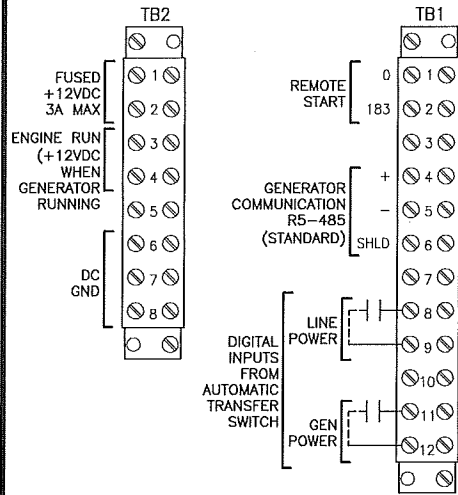 TB2
FUSED
+12VDC
3A MAX
ENGINE RUN
(+12VDC
WHEN
GENERATOR
RUNNING
DC
GND
1
2
3
4
5
6
7
8
TB1
REMOTE
START
0
183
GENERATOR
COMMUNICATION
R5-485
(STANDARD)
+
-
SHLD
DIGITAL
INPUTS
FROM
AUTOMATIC
TRANSFER
SWITCH
LINE
POWER
GEN
POWER
1
2
3
4
5
6
7
8
9
10
11
12